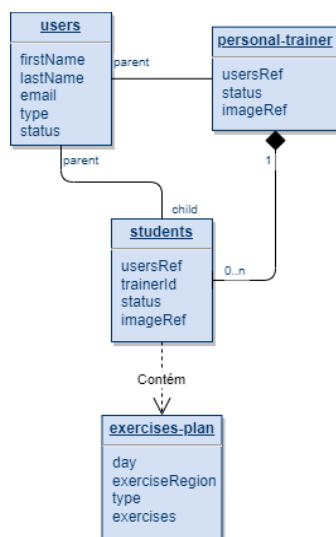 users
firstName
lastName
email
type
status
parent
personal-trainer
usersRef
status
imageRef
1
parent
child
students
usersRef
trainerId
status
imageRef
0..n
Contém
exercises-plan
day
exerciseRegion
type
exercises